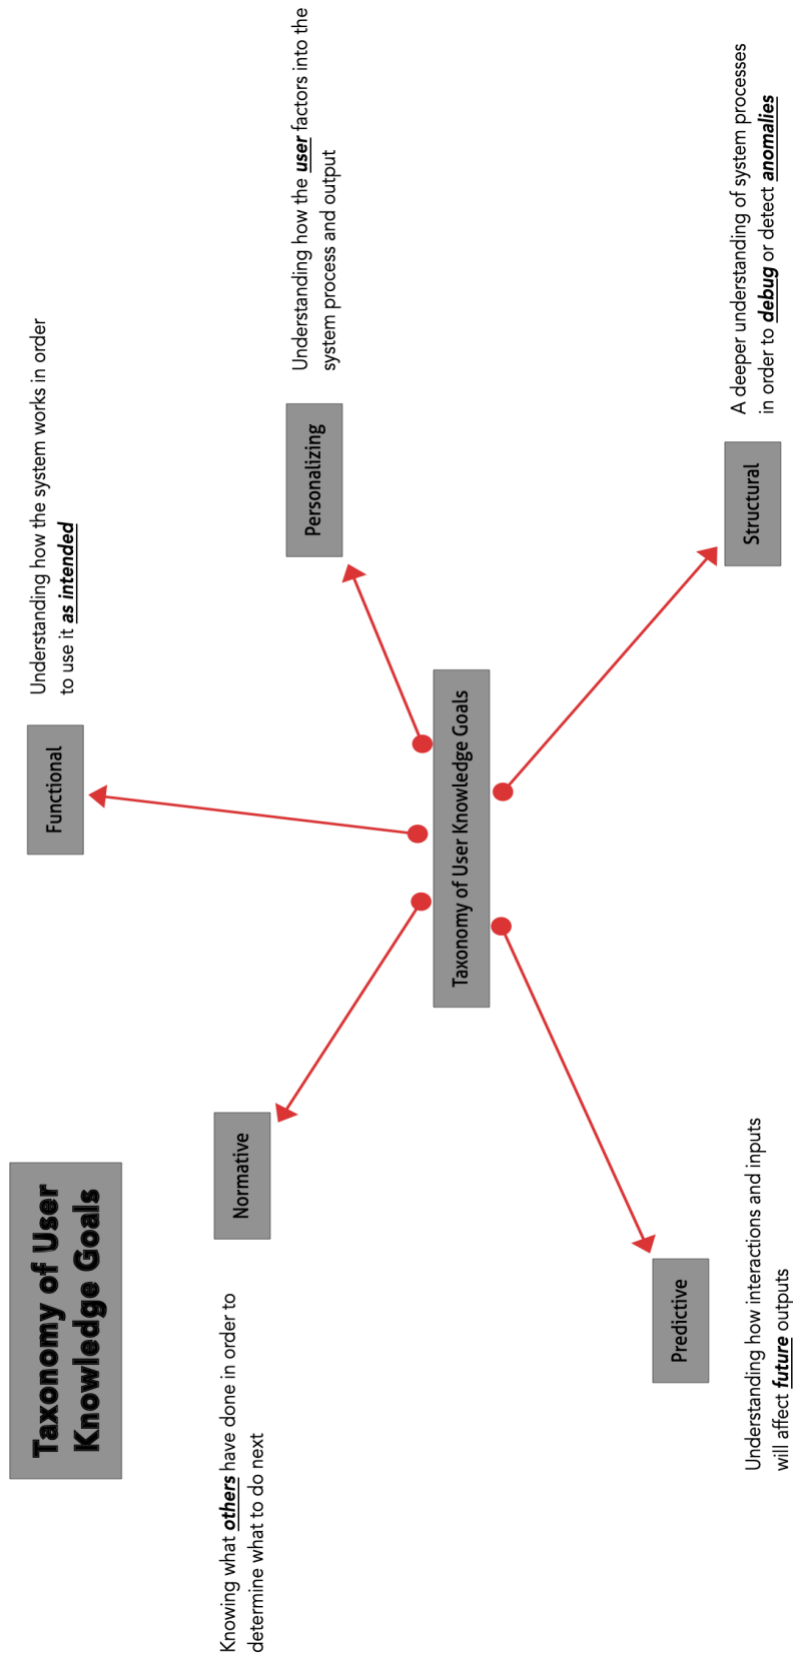 Taxonomy of User
Knowledge Goals
Functional
Understanding how the system works in order
to use it as intended
Normative
Knowing what others have done in order to
determine what to do next
Personalizing
Understanding how the user factors into the
system process and output
Taxonomy of User Knowledge Goals
Predictive
Understanding how interactions and inputs
will affect future outputs
Structural
A deeper understanding of system processes
in order to debug or detect anomalies